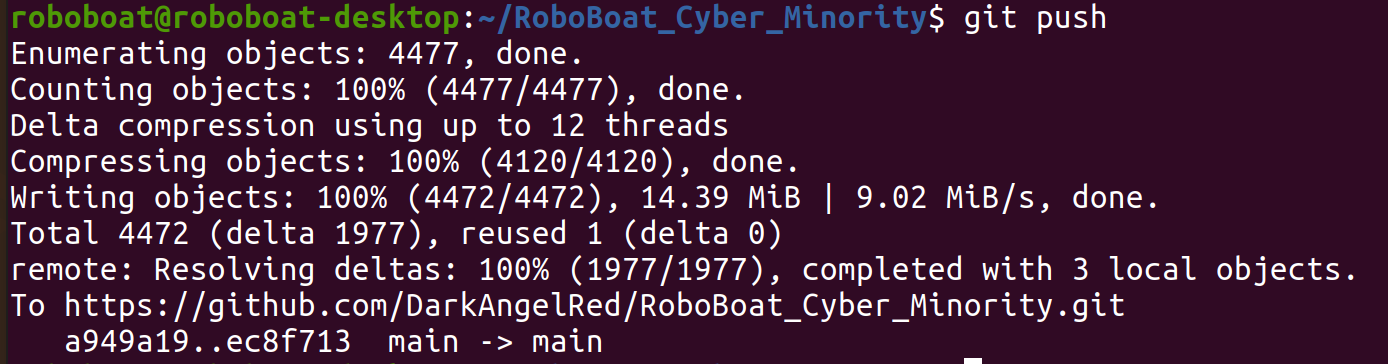 roboboat@roboboat-desktop:~/RoboBoat_Cyber_Minority$ git push
Enumerating objects: 4477, done.
Counting objects: 100% (4477/4477), done.
Delta compression using up to 12 threads
Compressing objects: 100% (4120/4120), done.
Writing objects: 100% (4472/4472), 14.39 MiB | 9.02 MiB/s, done.
Total 4472 (delta 1977), reused 1 (delta 0)
remote: Resolving deltas: 100% (1977/1977), completed with 3 local objects.
To https://github.com/DarkAngelRed/RoboBoat_Cyber_Minority.git
   a949a19..ec8f713  main -> main